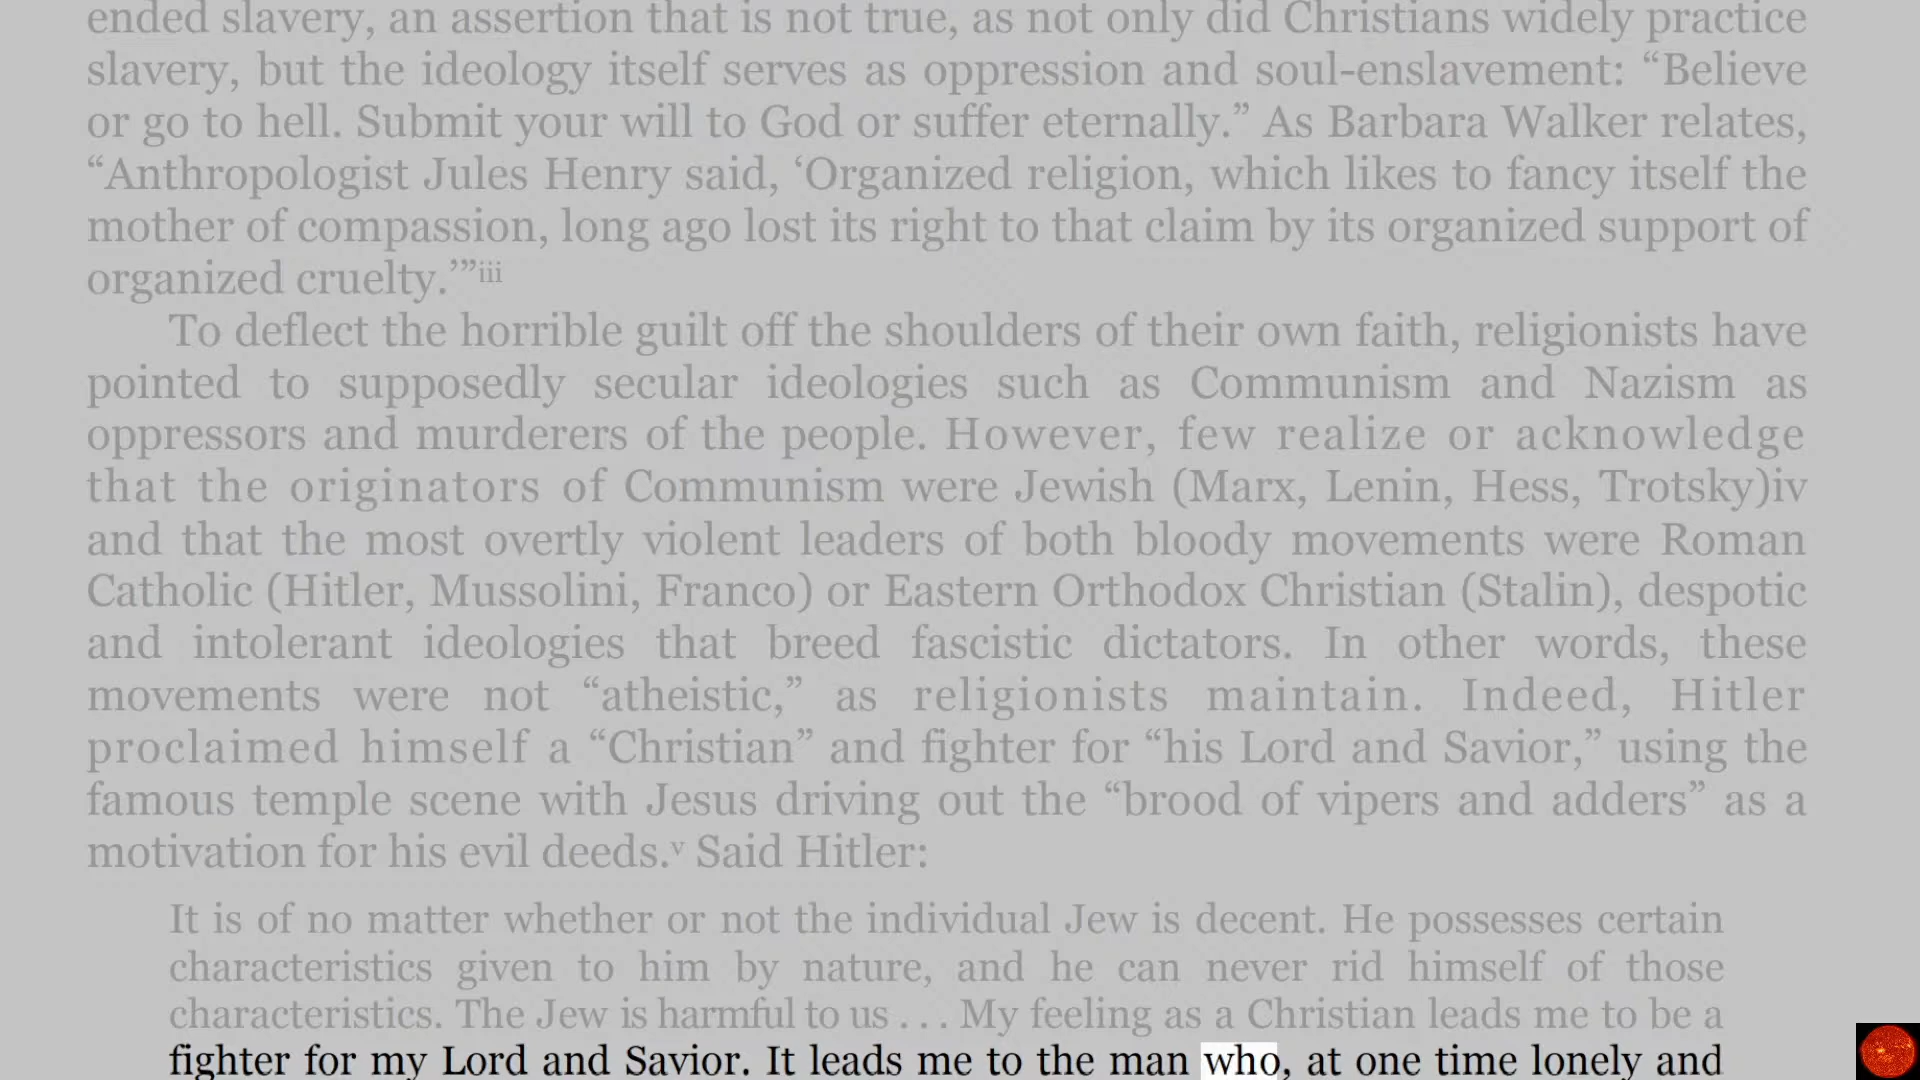 ended slavery, an assertion that is not true, as not only did Christians widely practice
slavery, but the ideology itself serves as oppression and soul-enslavement: “Believe
or go to hell. Submit your will to God or suffer eternally.” As Barbara Walker relates,
“Anthropologist Jules Henry said, ‘Organized religion, which likes to fancy itself the
mother of compassion, long ago lost its right to that claim by its organized support of
organized cruelty.’”iii
To deflect the horrible guilt off the shoulders of their own faith, religionists have
pointed to supposedly secular ideologies such as Communism and Nazism as
oppressors and murderers of the people. However, few realize or acknowledge
that the originators of Communism were Jewish (Marx, Lenin, Hess, Trotsky)iv
and that the most overtly violent leaders of both bloody movements were Roman
Catholic (Hitler, Mussolini, Franco) or Eastern Orthodox Christian (Stalin), despotic
and intolerant ideologies that breed fascistic dictators. In other words, these
movements were not “atheistic,” as religionists maintain. Indeed, Hitler
proclaimed himself a “Christian” and fighter for “his Lord and Savior,” using the
famous temple scene with Jesus driving out the “brood of vipers and adders” as a
motivation for his evil deeds.v Said Hitler:
It is of no matter whether or not the individual Jew is decent. He possesses certain
characteristics given to him by nature, and he can never rid himself of those
characteristics. The Jew is harmful to us . . . My feeling as a Christian leads me to be a
fighter for my Lord and Savior. It leads me to the man who, at one time lonely and